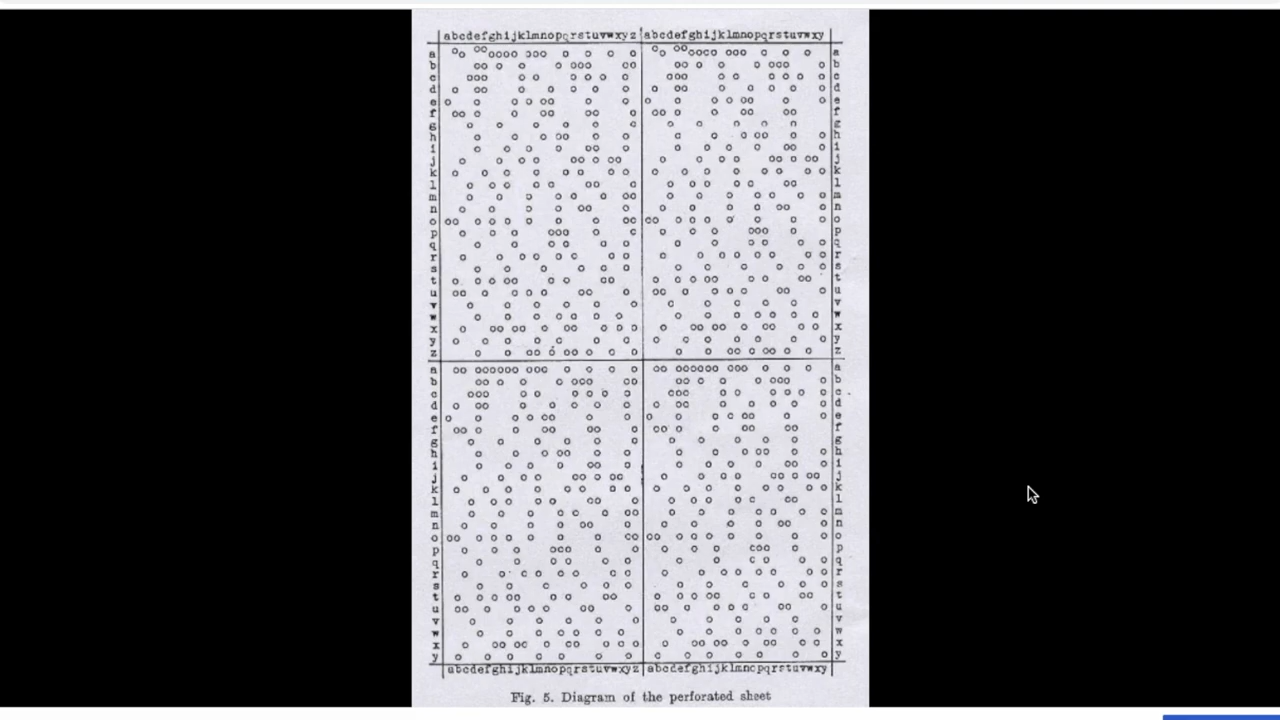 abcdefghijklmnopqrstuvwxyz abcdefghijklmnopqrstuvwxy
a a
b b
c c
d d
e e
f f
g g
h h
i i
j j
k k
l l
m m
n n
o o
p p
q q
r r
s s
t t
u u
v v
w w
x x
y y
z z
a a
b b
c c
d d
e e
f f
g g
h h
i i
j j
k k
l l
m m
n n
o o
p p
q q
r r
s s
t t
u u
v v
w w
x x
y y
abcdefghijklmnopqrstuvwxyz abcdefghijklmnopqrstuvwxy
Fig. 5. Diagram of the perforated sheet